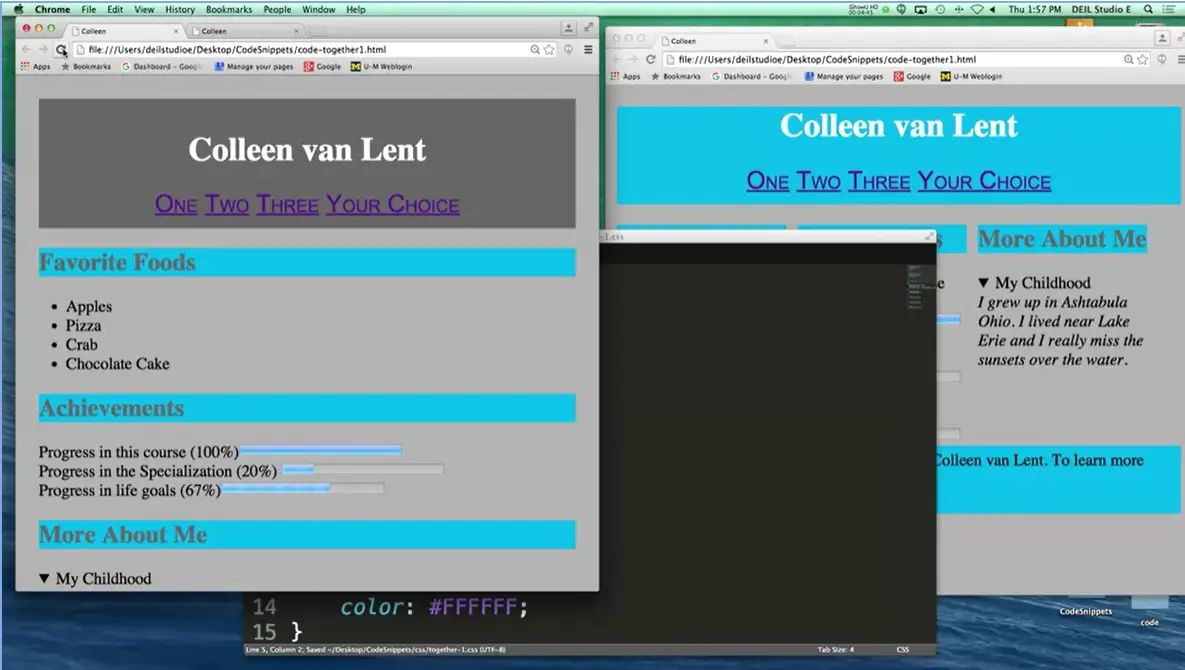 Chrome File Edit View History Bookmarks People Window Help
Thu 1:57 PM DEIL Studio E
Colleen
Colleen
file:///Users/deilstudioe/Desktop/CodeSnippets/code-together1.html
Apps Bookmarks Dashboard – Goog Manage your pages Google U-M Weblogin
Colleen van Lent
One Two Three Your Choice
Favorite Foods
Apples
Pizza
Crab
Chocolate Cake
Achievements
Progress in this course (100%)
Progress in the Specialization (20%)
Progress in life goals (67%)
More About Me
▼ My Childhood
Colleen
file:///Users/deilstudioe/Desktop/CodeSnippets/code-together1.html
Apps Bookmarks Dashboard – Goog Manage your pages Google U-M Weblogin
Colleen van Lent
One Two Three Your Choice
s
More About Me
e
▼ My Childhood
I grew up in Ashtabula
Ohio. I lived near Lake
Erie and I really miss the
sunsets over the water.
Colleen van Lent. To learn more
-1.css
14 color: #FFFFFF;
15 }
Line 5, Column 2; Saved ~/Desktop/CodeSnippets/css/together-1.css (UTF-8)
Tab Size: 4 CSS
CodeSnippets
code